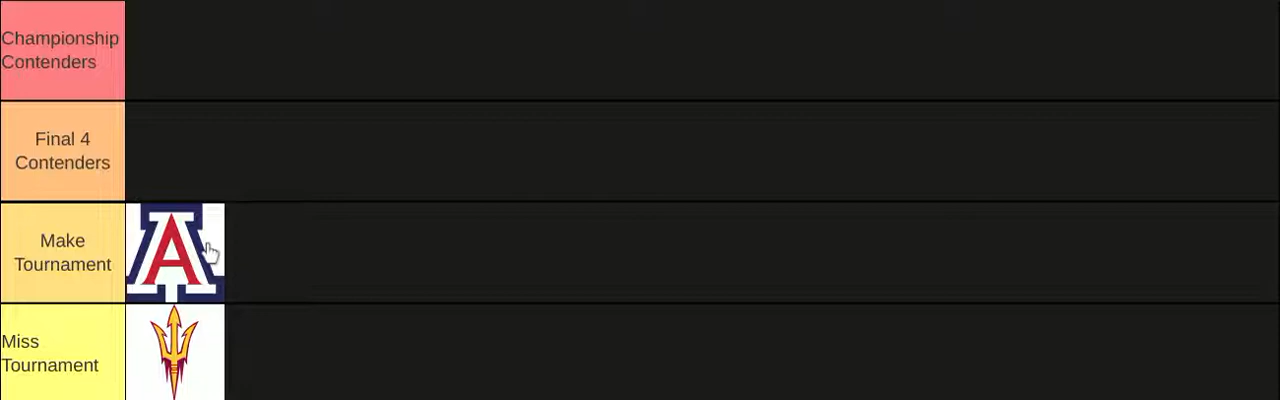 Championship
Contenders
Final 4
Contenders
Make
Tournament
A
Miss
Tournament